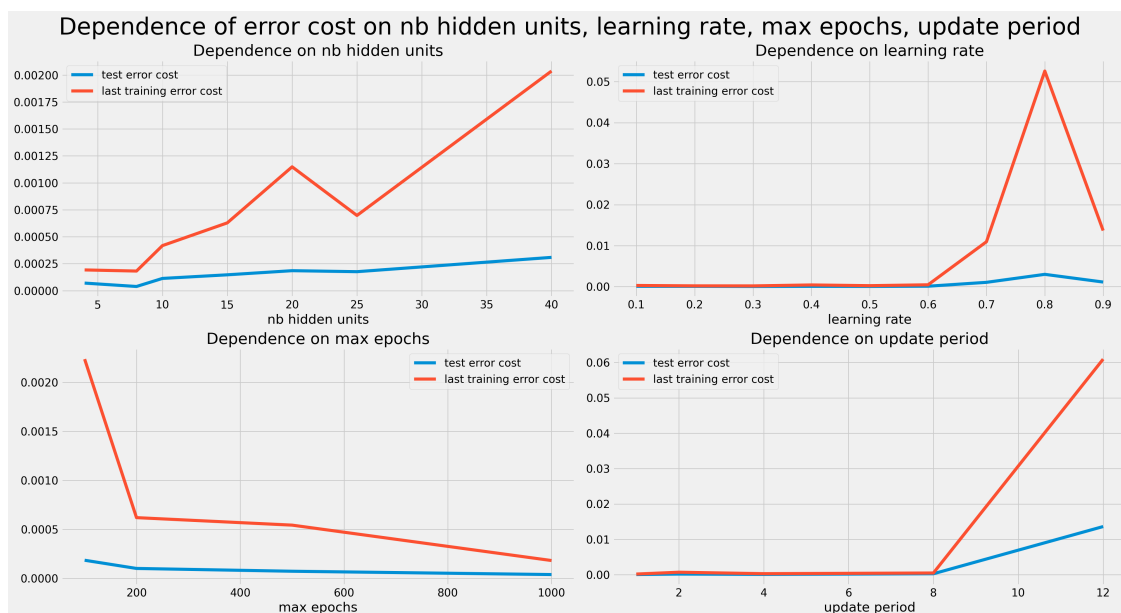 Dependence of error cost on nb hidden units, learning rate, max epochs, update period
Dependence on nb hidden units
test error cost
last training error cost
0.00200
0.00175
0.00150
0.00125
0.00100
0.00075
0.00050
0.00025
0.00000
5 10 15 20 25 30 35 40
nb hidden units
Dependence on learning rate
test error cost
last training error cost
0.05
0.04
0.03
0.02
0.01
0.00
0.1 0.2 0.3 0.4 0.5 0.6 0.7 0.8 0.9
learning rate
Dependence on max epochs
test error cost
last training error cost
0.0020
0.0015
0.0010
0.0005
0.0000
200 400 600 800 1000
max epochs
Dependence on update period
test error cost
last training error cost
0.06
0.05
0.04
0.03
0.02
0.01
0.00
2 4 6 8 10 12
update period